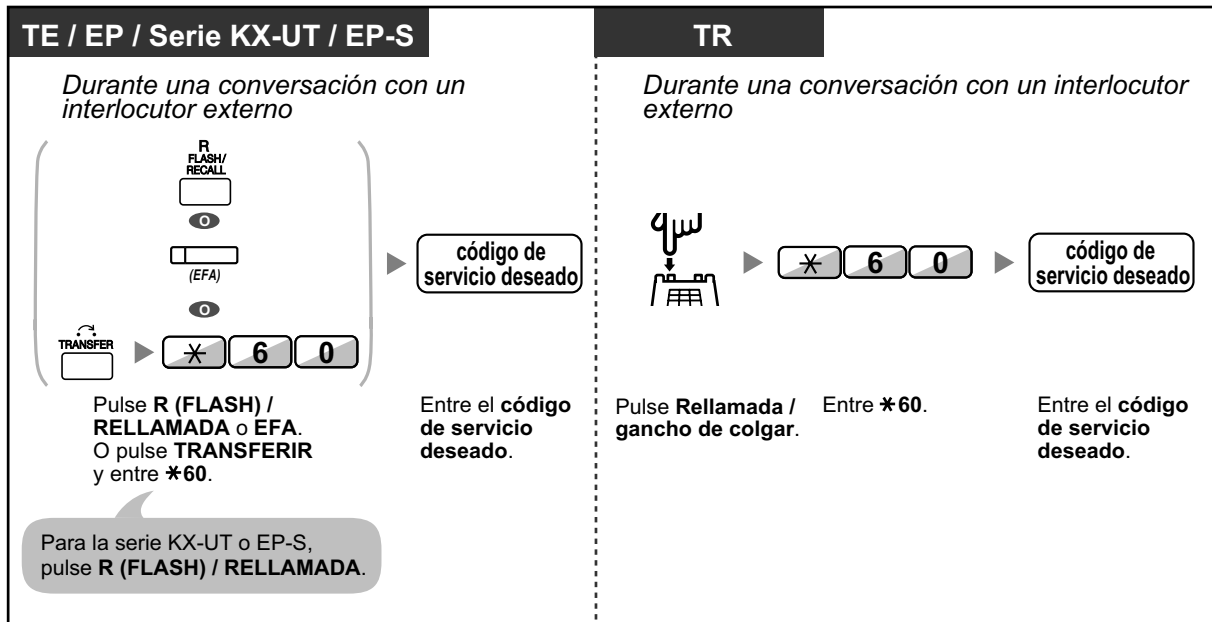 TE / EP / Serie KX-UT / EP-S
Durante una conversación con un
interlocutor externo
R
FLASH/
RECALL
O
(EFA)
O
TRANSFER
* 6 0
código de
servicio deseado
Pulse R (FLASH) /
RELLAMADA o EFA.
O pulse TRANSFERIR
y entre *60.
Entre el código
de servicio
deseado.
Para la serie KX-UT o EP-S,
pulse R (FLASH) / RELLAMADA.
TR
Durante una conversación con un interlocutor
externo
* 6 0
código de
servicio deseado
Pulse Rellamada /
gancho de colgar.
Entre *60.
Entre el código
de servicio
deseado.